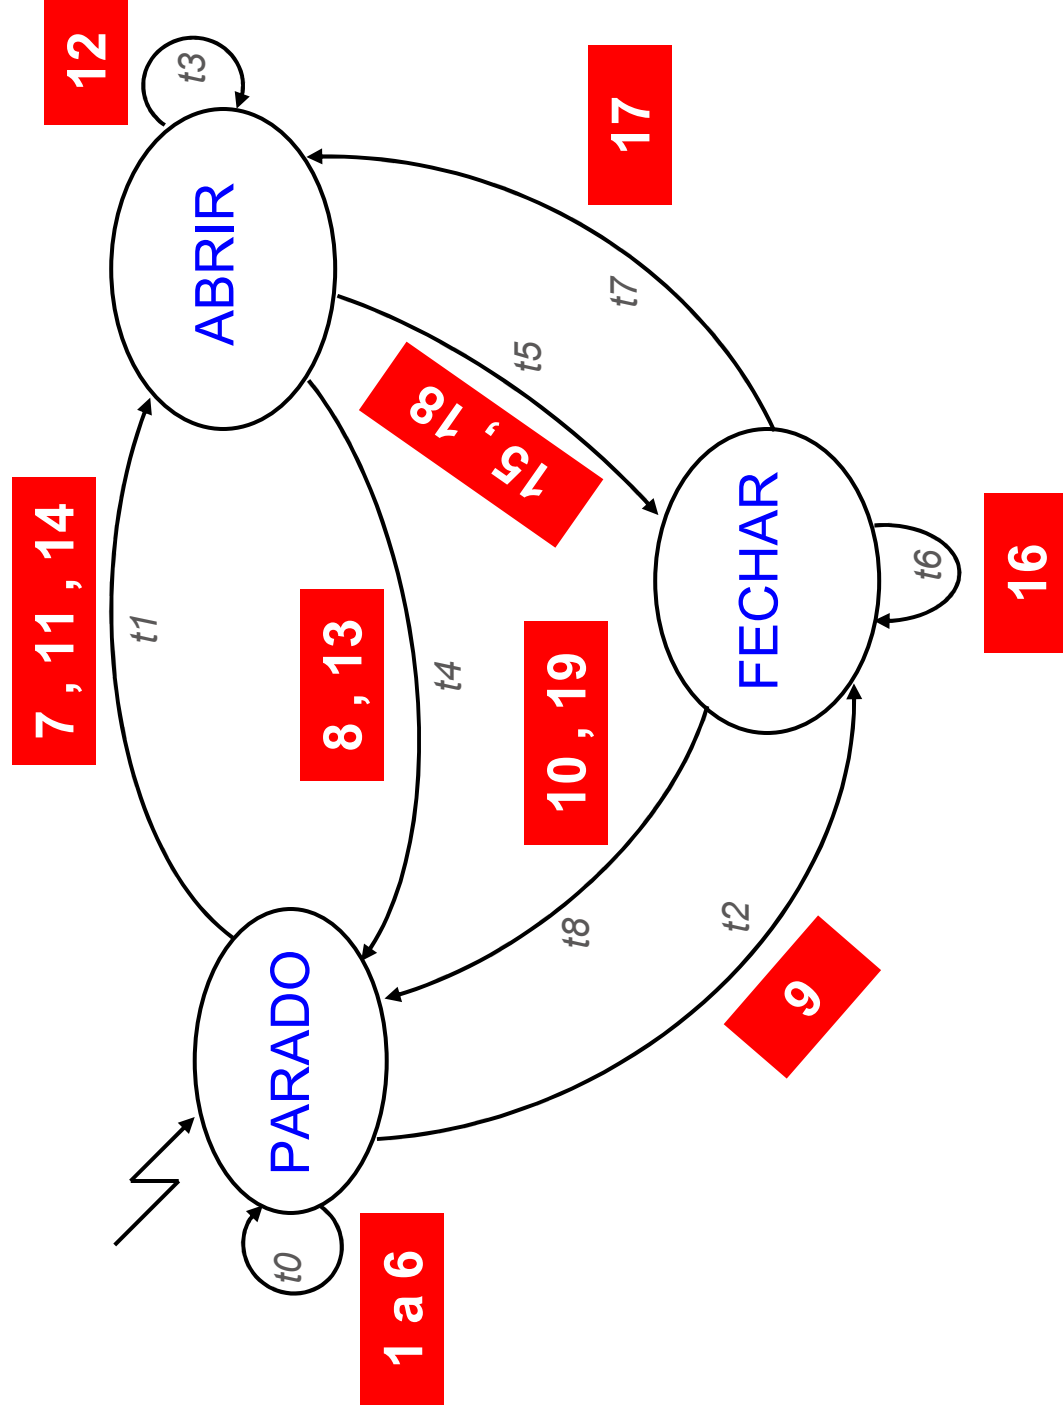 7 , 11 , 14
12
t3
t1
ABRIR
8 , 13
t4
15 , 18
t5
17
t7
PARADO
10 , 19
FECHAR
t0
t8
t6
16
1 a 6
t2
9